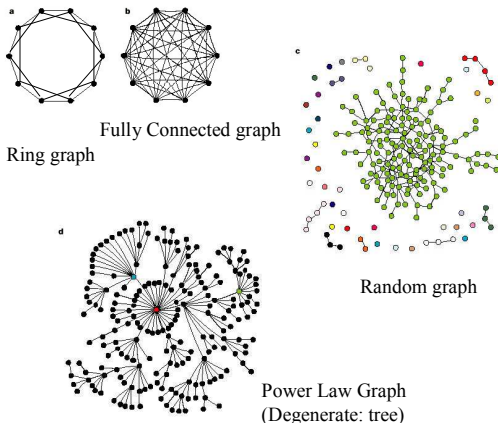 a
b
c
Fully Connected graph
Ring graph
d
Random graph
Power Law Graph
(Degenerate: tree)